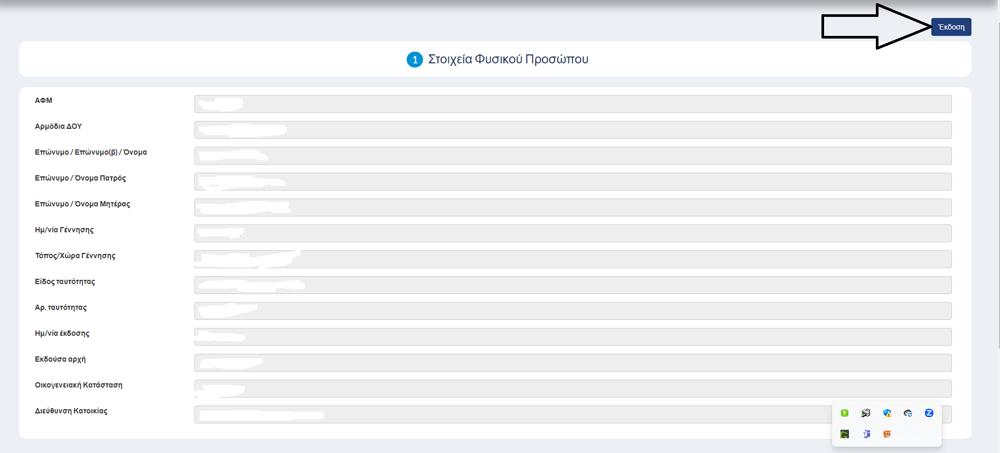 Έκδοση
1 Στοιχεία Φυσικού Προσώπου
ΑΦΜ
Αρμόδια ΔΟΥ
Επώνυμο / Επώνυμο(β) / Όνομα
Επώνυμο / Όνομα Πατρός
Επώνυμο / Όνομα Μητέρας
Ημ/νία Γέννησης
Τόπος/Χώρα Γέννησης
Είδος ταυτότητας
Αρ. ταυτότητας
Ημ/νία έκδοσης
Εκδούσα αρχή
Οικογενειακή Κατάσταση
Διεύθυνση Κατοικίας